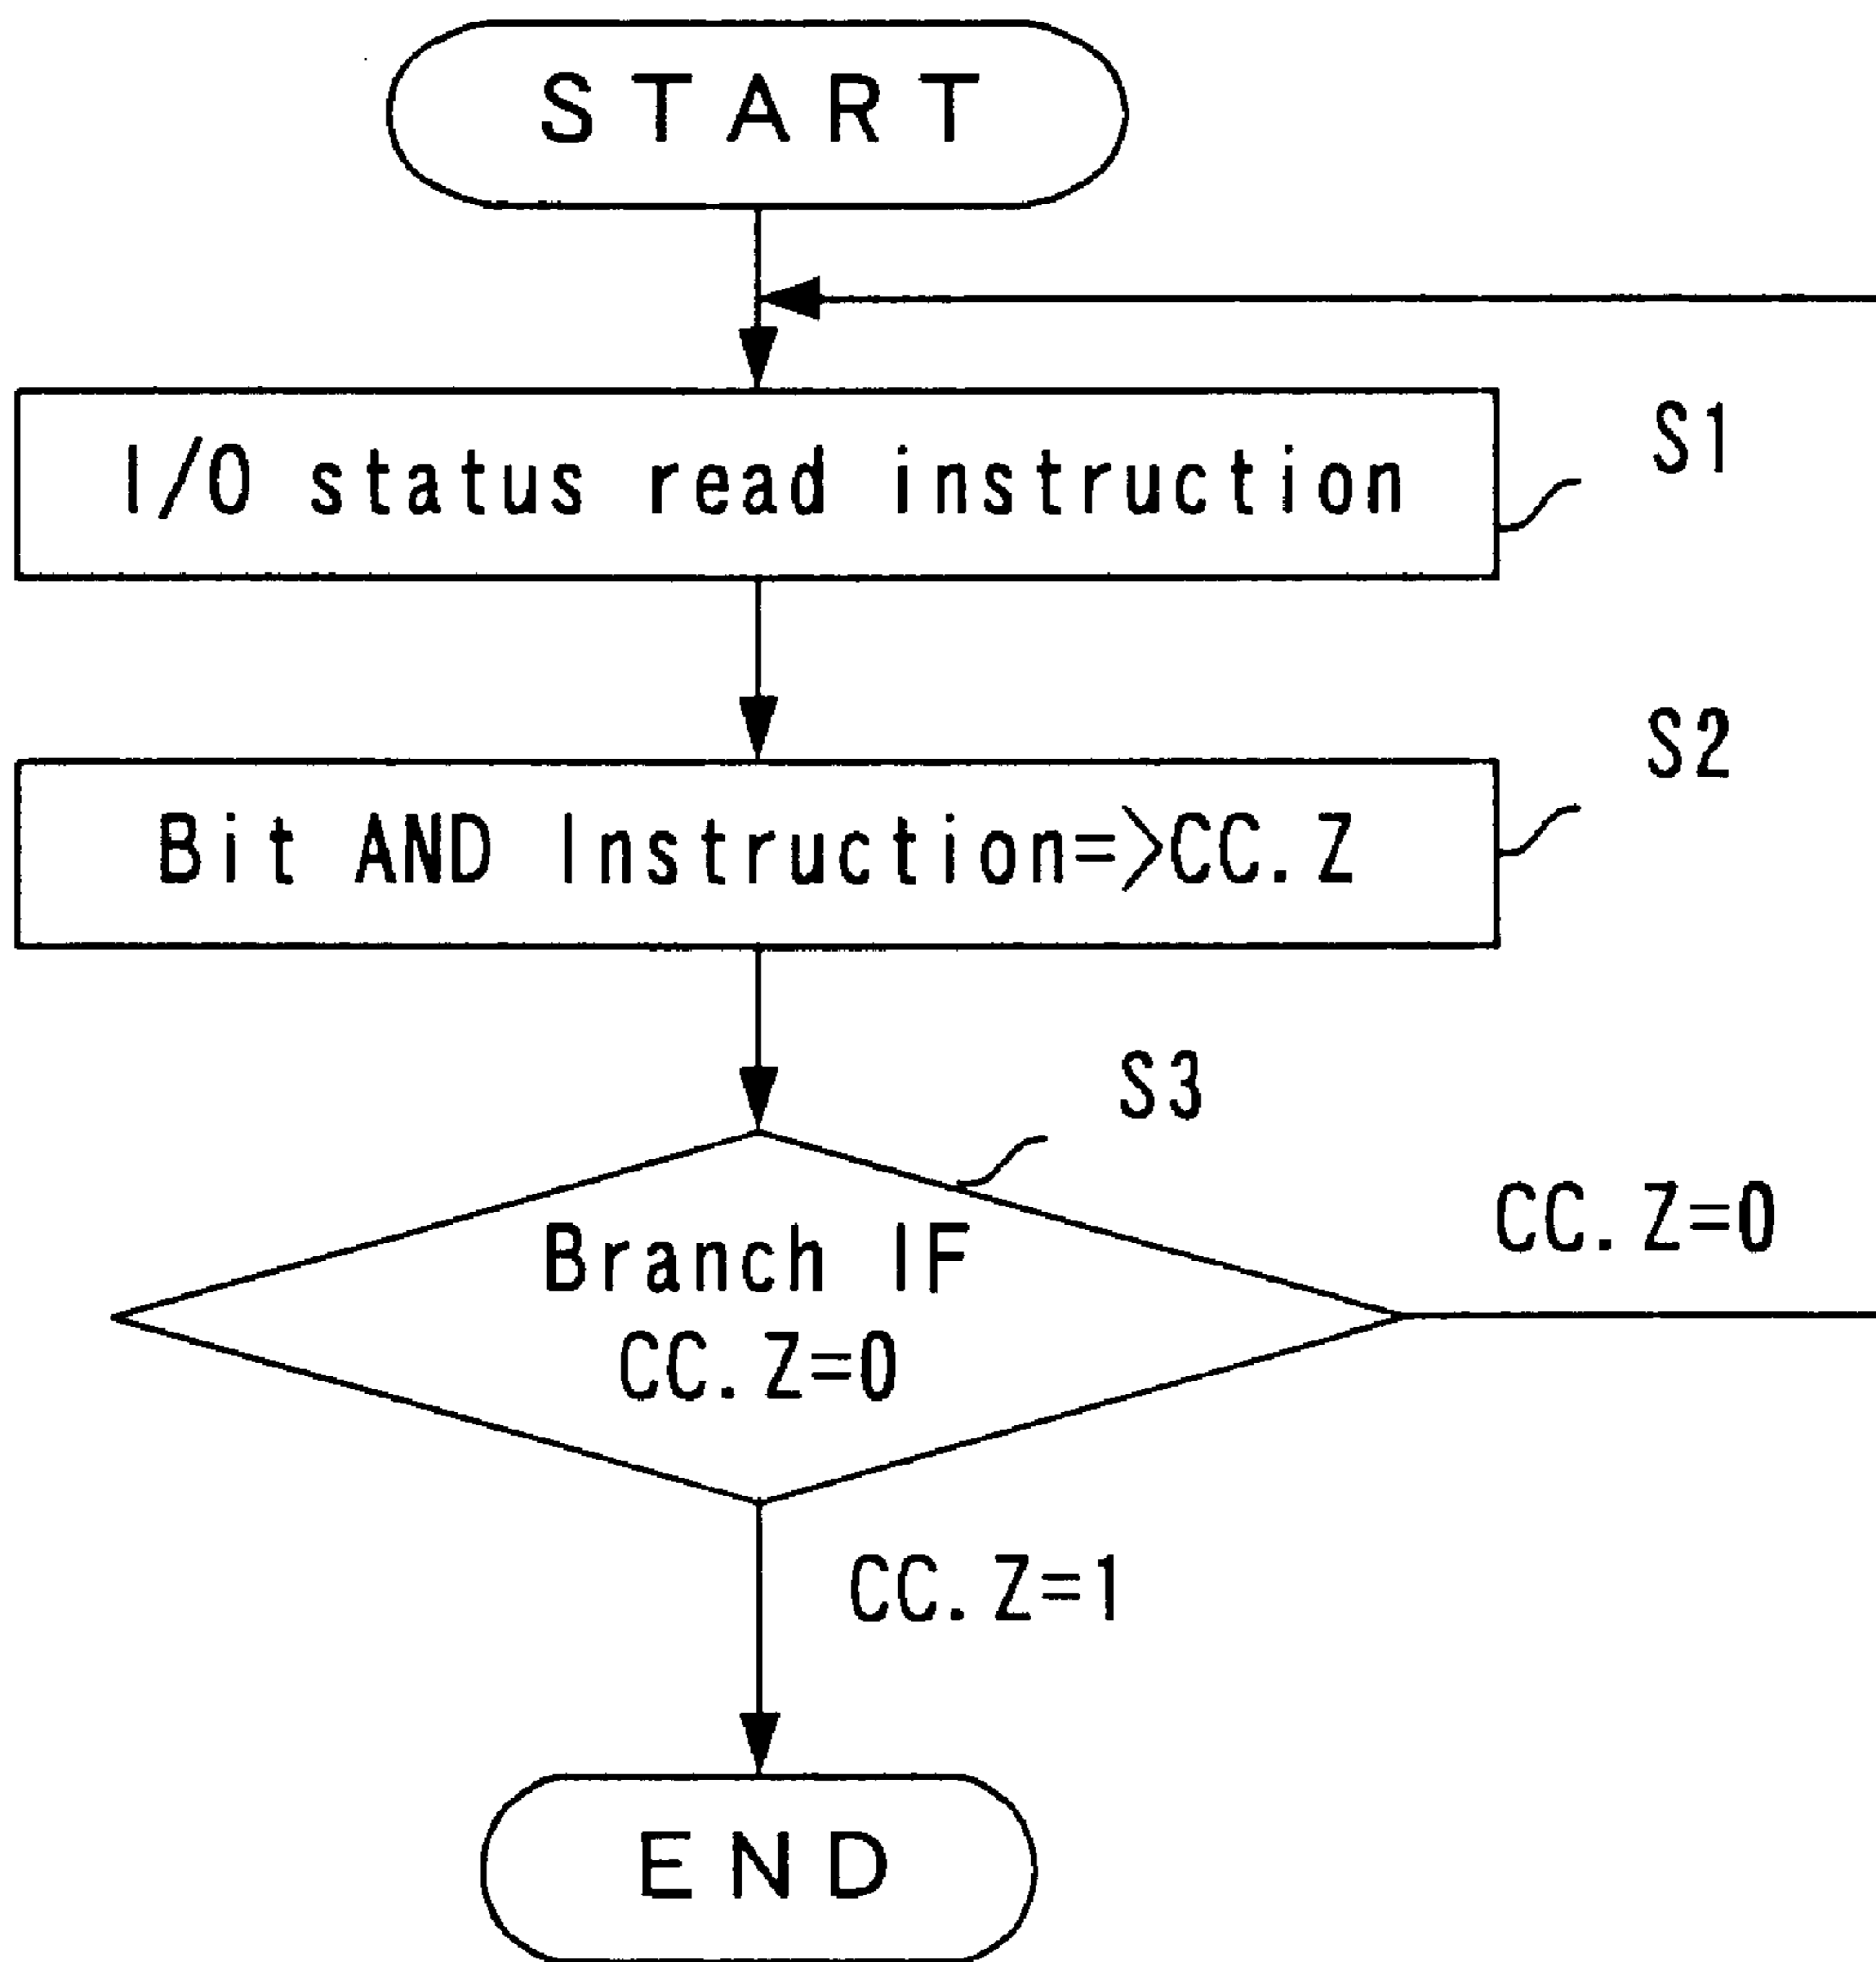 START
I/O status read instruction
S1
Bit AND Instruction=>CC.Z
S2
S3
Branch IF
CC.Z=0
CC.Z=0
CC.Z=1
END